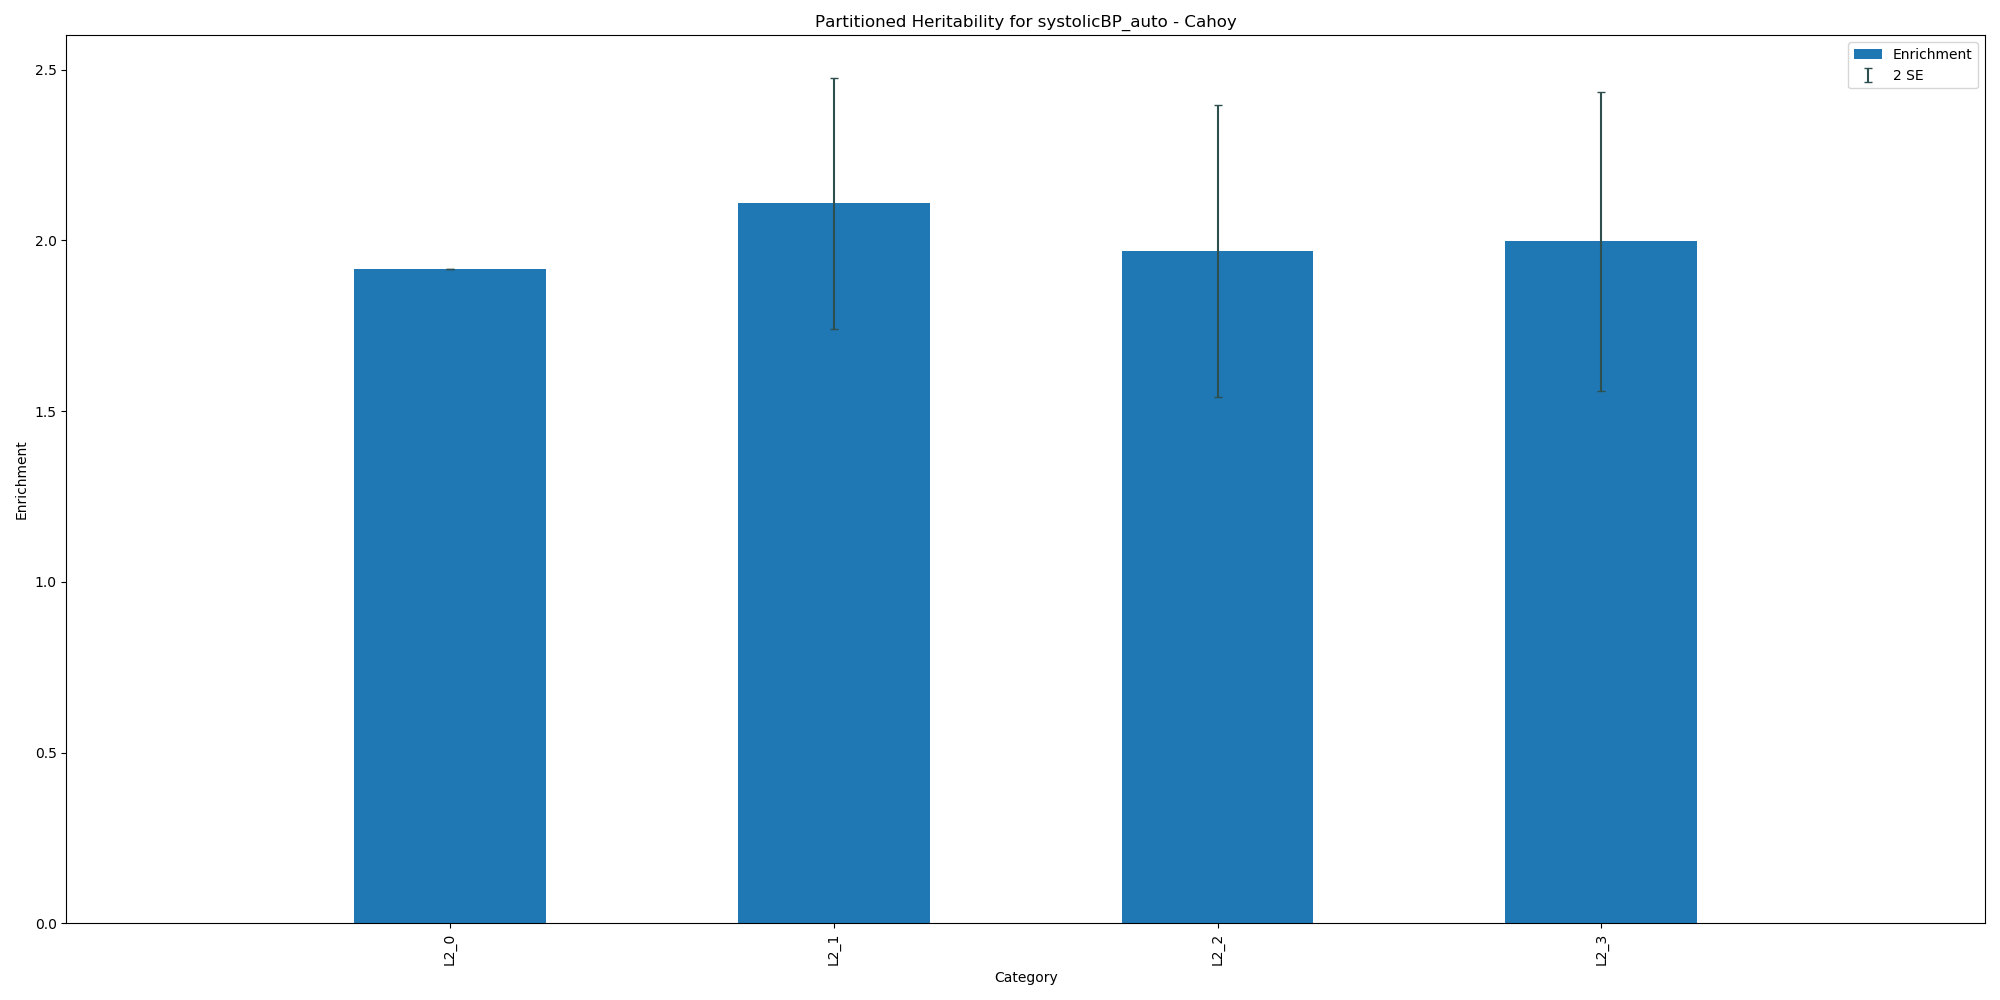 Partitioned Heritability for systolicBP_auto - Cahoy
Enrichment
2 SE
2.5
2.0
1.5
1.0
0.5
0.0
Enrichment
L2_0
L2_1
L2_2
L2_3
Category